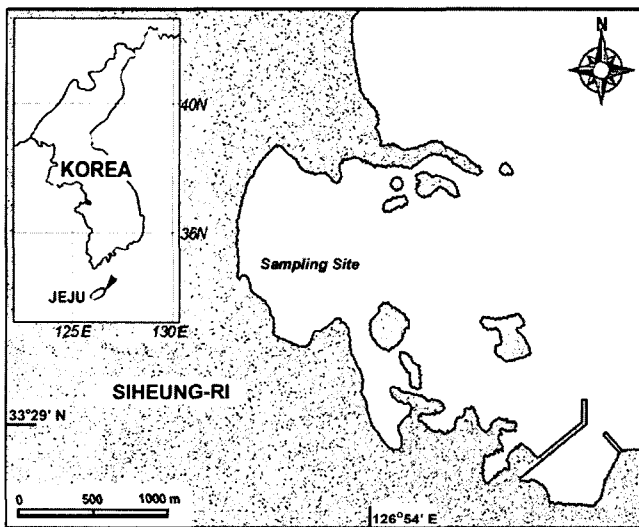 N
40N
KOREA
36N
Sampling Site
JEJU
125E
130E
SIHEUNG-RI
33°29' N
0 500 1000 m
126°54' E